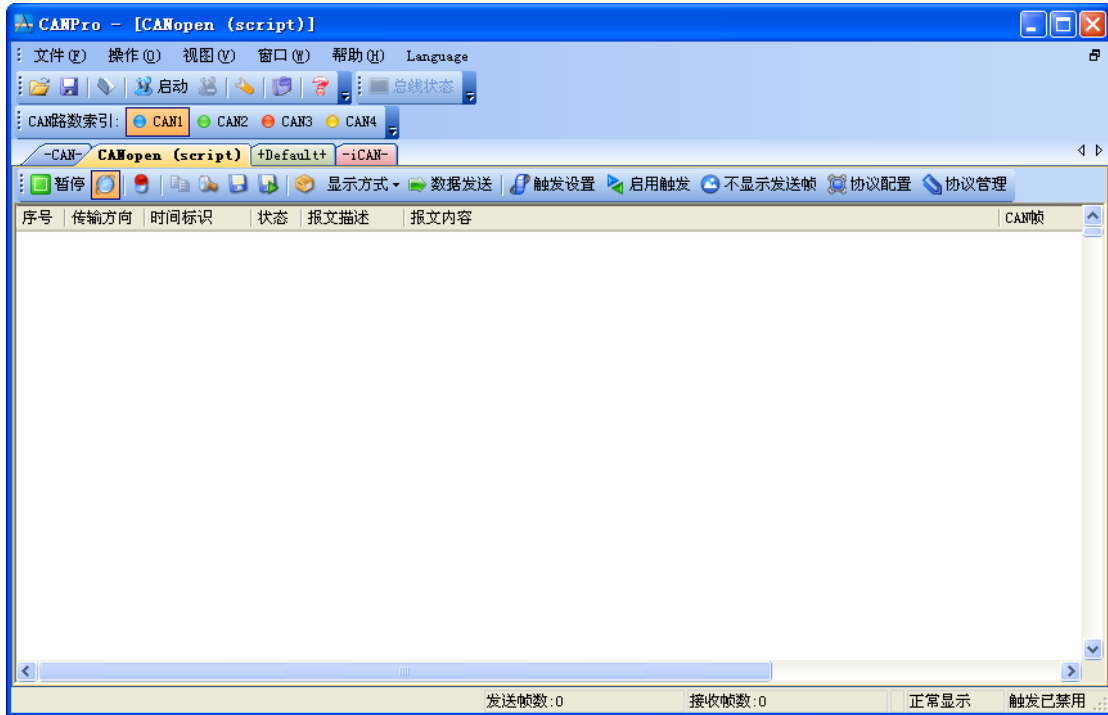 CANPro - [CANopen (script)]
文件(F) 操作(O) 视图(V) 窗口(W) 帮助(H) Language
启动 总线状态
CAN路数索引: CAN1 CAN2 CAN3 CAN4
-CAN- CANopen (script) +Default+ -iCAN-
暂停 显示方式 数据发送 触发设置 启用触发 不显示发送帧 协议配置 协议管理
序号 传输方向 时间标识 状态 报文描述 报文内容 CAN帧
发送帧数:0 接收帧数:0 正常显示 触发已禁用